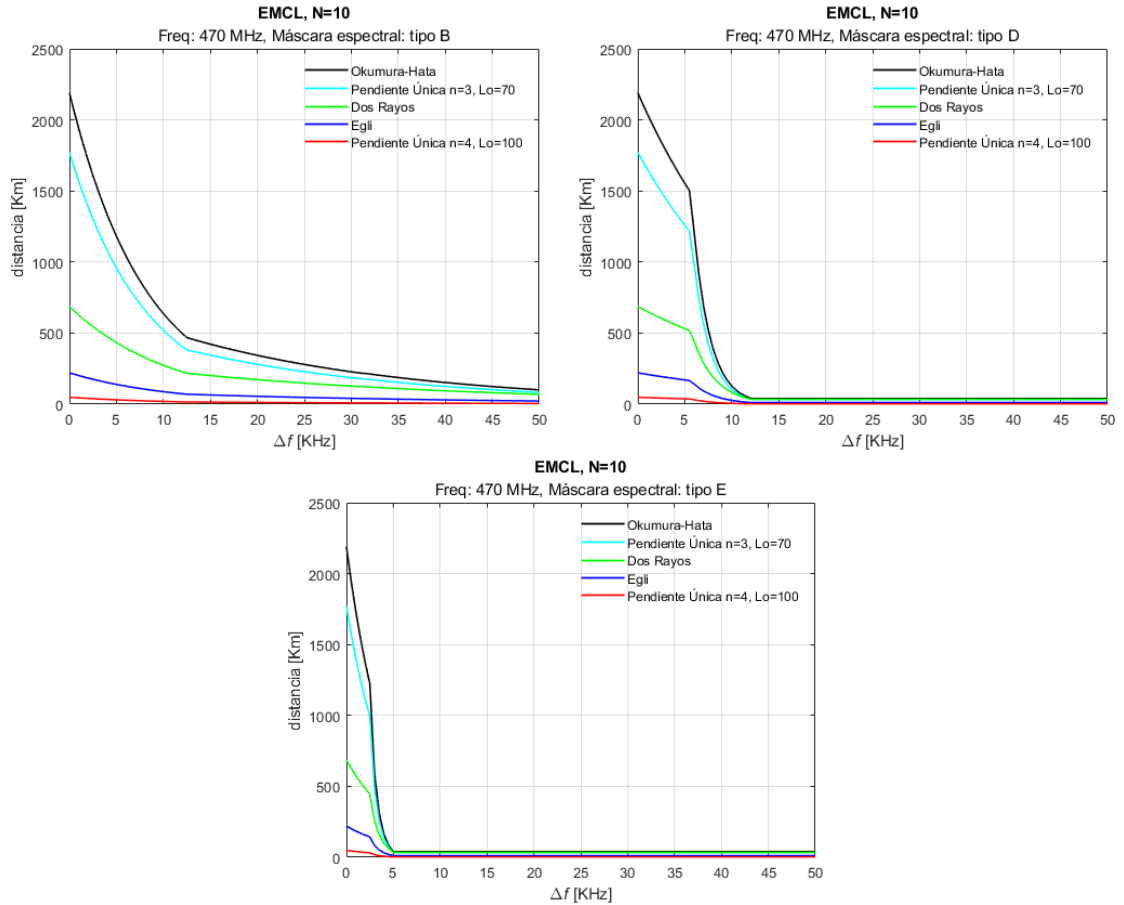 EMCL, N=10
Freq: 470 MHz, Máscara espectral: tipo B
2500
2000
1500
1000
500
0
distancia [Km]
Okumura-Hata
Pendiente Única n=3, Lo=70
Dos Rayos
Egli
Pendiente Única n=4, Lo=100
0 5 10 15 20 25 30 35 40 45 50
Δf [KHz]
EMCL, N=10
Freq: 470 MHz, Máscara espectral: tipo D
2500
2000
1500
1000
500
0
distancia [Km]
Okumura-Hata
Pendiente Única n=3, Lo=70
Dos Rayos
Egli
Pendiente Única n=4, Lo=100
0 5 10 15 20 25 30 35 40 45 50
Δf [KHz]
EMCL, N=10
Freq: 470 MHz, Máscara espectral: tipo E
2500
2000
1500
1000
500
0
distancia [Km]
Okumura-Hata
Pendiente Única n=3, Lo=70
Dos Rayos
Egli
Pendiente Única n=4, Lo=100
0 5 10 15 20 25 30 35 40 45 50
Δf [KHz]